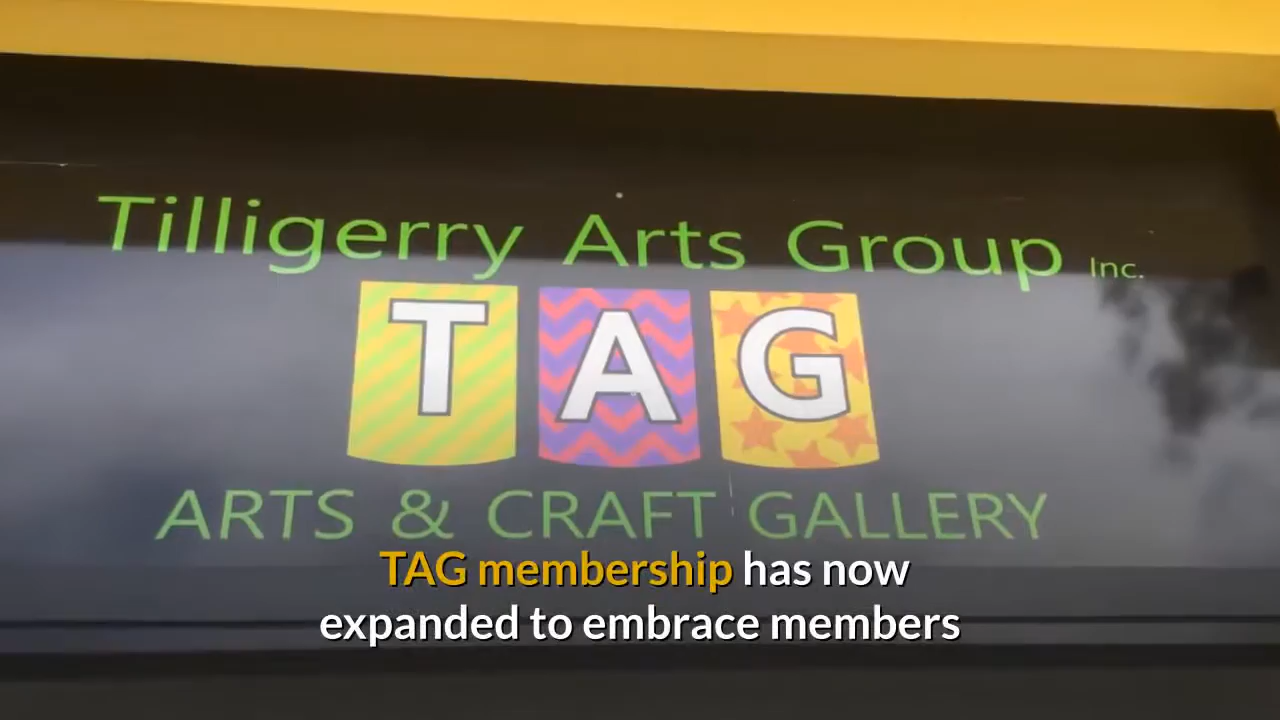 Tilligerry Arts Group Inc.
TAG
ARTS & CRAFT GALLERY
TAG membership has now
expanded to embrace members